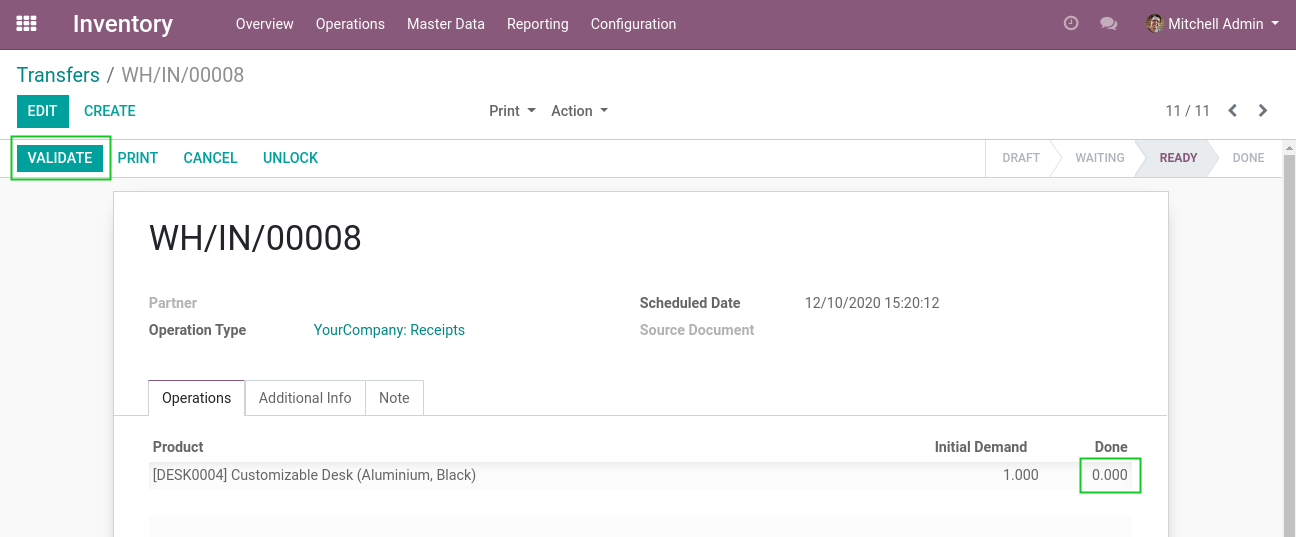 Inventory Overview Operations Master Data Reporting Configuration Mitchell Admin
Transfers / WH/IN/00008
EDIT CREATE Print Action 11 / 11
VALIDATE PRINT CANCEL UNLOCK DRAFT WAITING READY DONE
WH/IN/00008
Partner Scheduled Date 12/10/2020 15:20:12
Operation Type YourCompany: Receipts Source Document
Operations Additional Info Note
Product Initial Demand Done
[DESK0004] Customizable Desk (Aluminium, Black) 1.000 0.000